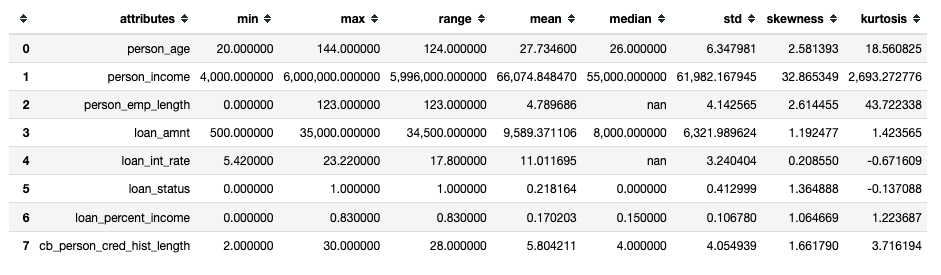 attributes min max range mean median std skewness kurtosis
0 person_age 20.000000 144.000000 124.000000 27.734600 26.000000 6.347981 2.581393 18.560825
1 person_income 4,000.000000 6,000,000.000000 5,996,000.000000 66,074.848470 55,000.000000 61,982.167945 32.865349 2,693.272776
2 person_emp_length 0.000000 123.000000 123.000000 4.789686 nan 4.142565 2.614455 43.722338
3 loan_amnt 500.000000 35,000.000000 34,500.000000 9,589.371106 8,000.000000 6,321.989624 1.192477 1.423565
4 loan_int_rate 5.420000 23.220000 17.800000 11.011695 nan 3.240404 0.208550 -0.671609
5 loan_status 0.000000 1.000000 1.000000 0.218164 0.000000 0.412999 1.364888 -0.137088
6 loan_percent_income 0.000000 0.830000 0.830000 0.170203 0.150000 0.106780 1.064669 1.223687
7 cb_person_cred_hist_length 2.000000 30.000000 28.000000 5.804211 4.000000 4.054939 1.661790 3.716194